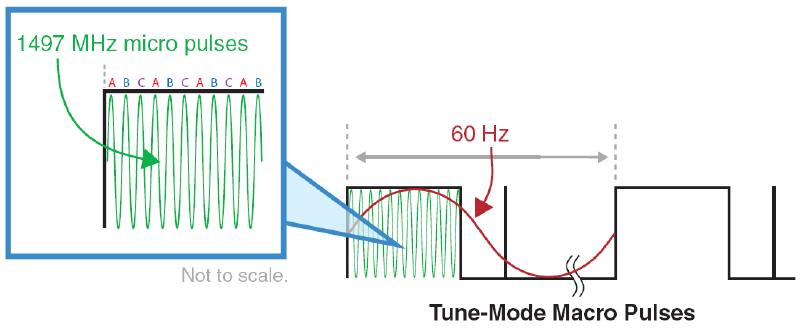 1497 MHz micro pulses
A B C A B C A B C A B
60 Hz
Not to scale.
Tune-Mode Macro Pulses